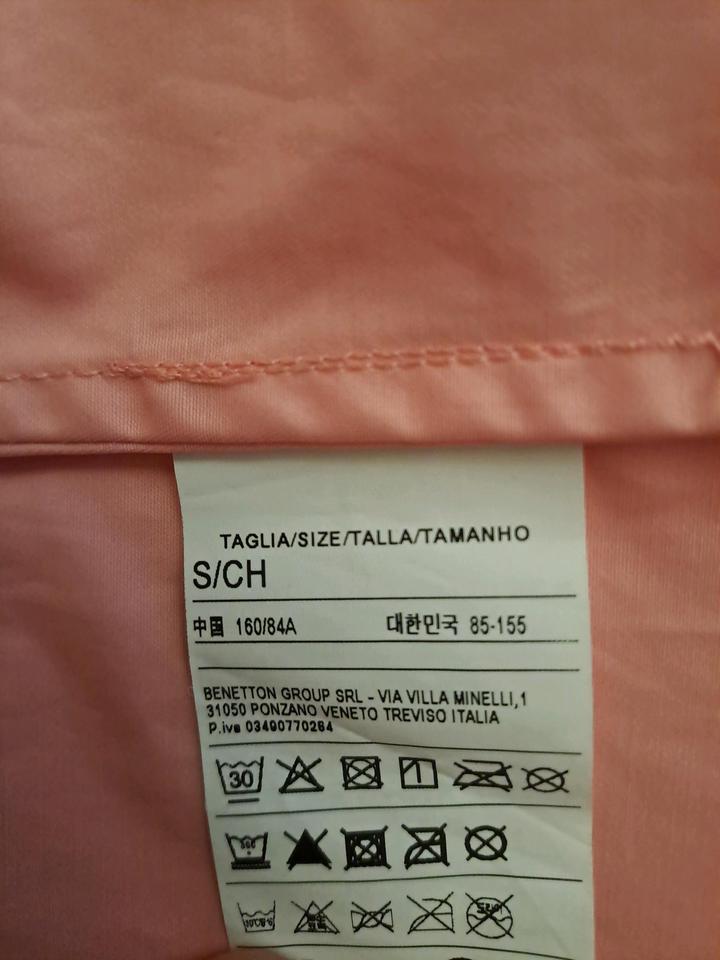 TAGLIA/SIZE/TALLA/TAMANHO
S/CH
中国 160/84A 대한민국 85-155
BENETTON GROUP SRL - VIA VILLA MINELLI,1
31050 PONZANO VENETO TREVISO ITALIA
P.iva 03490770264
30